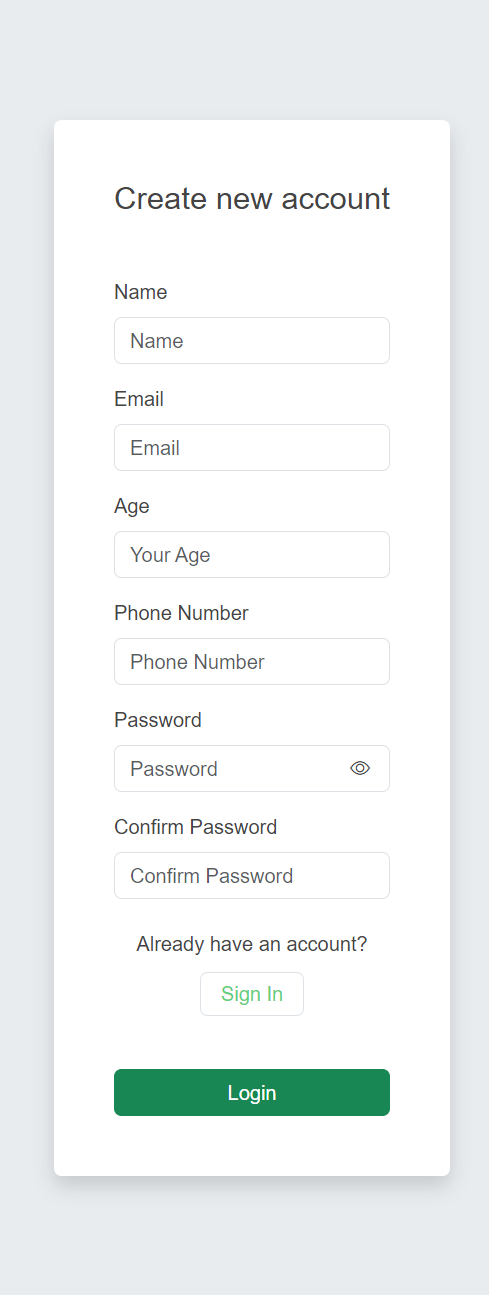 Create new account
Name
Name
Email
Email
Age
Your Age
Phone Number
Phone Number
Password
Password
Confirm Password
Confirm Password
Already have an account?
Sign In
Login